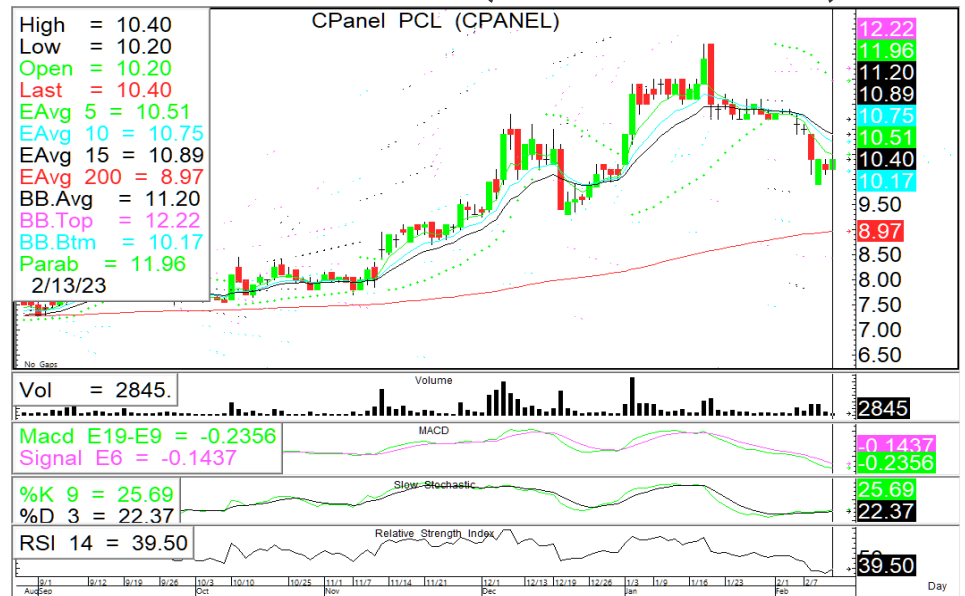 CPanel PCL (CPANEL)
High = 10.40
Low = 10.20
Open = 10.20
Last = 10.40
EAvg 5 = 10.51
EAvg 10 = 10.75
EAvg 15 = 10.89
EAvg 200 = 8.97
BB.Avg = 11.20
BB.Top = 12.22
BB.Btm = 10.17
Parab = 11.96
2/13/23
12.22
11.96
11.20
10.89
10.75
10.51
10.40
10.17
9.50
8.97
8.50
8.00
7.50
7.00
6.50
No Gaps
Volume
Vol = 2845.
2845
MACD
Macd E19-E9 = -0.2356
Signal E6 = -0.1437
-0.1437
-0.2356
Slow Stochastic
%K 9 = 25.69
%D 3 = 22.37
25.69
22.37
Relative Strength Index
RSI 14 = 39.50
50
39.50
9/1 9/12 9/19 9/26 10/3 10/10 10/25 11/1 11/7 11/14 11/21 12/1 12/13 12/19 12/26 1/3 1/9 1/16 1/23 2/1 2/7
Aug Sep Oct Nov Dec Jan Feb
Day